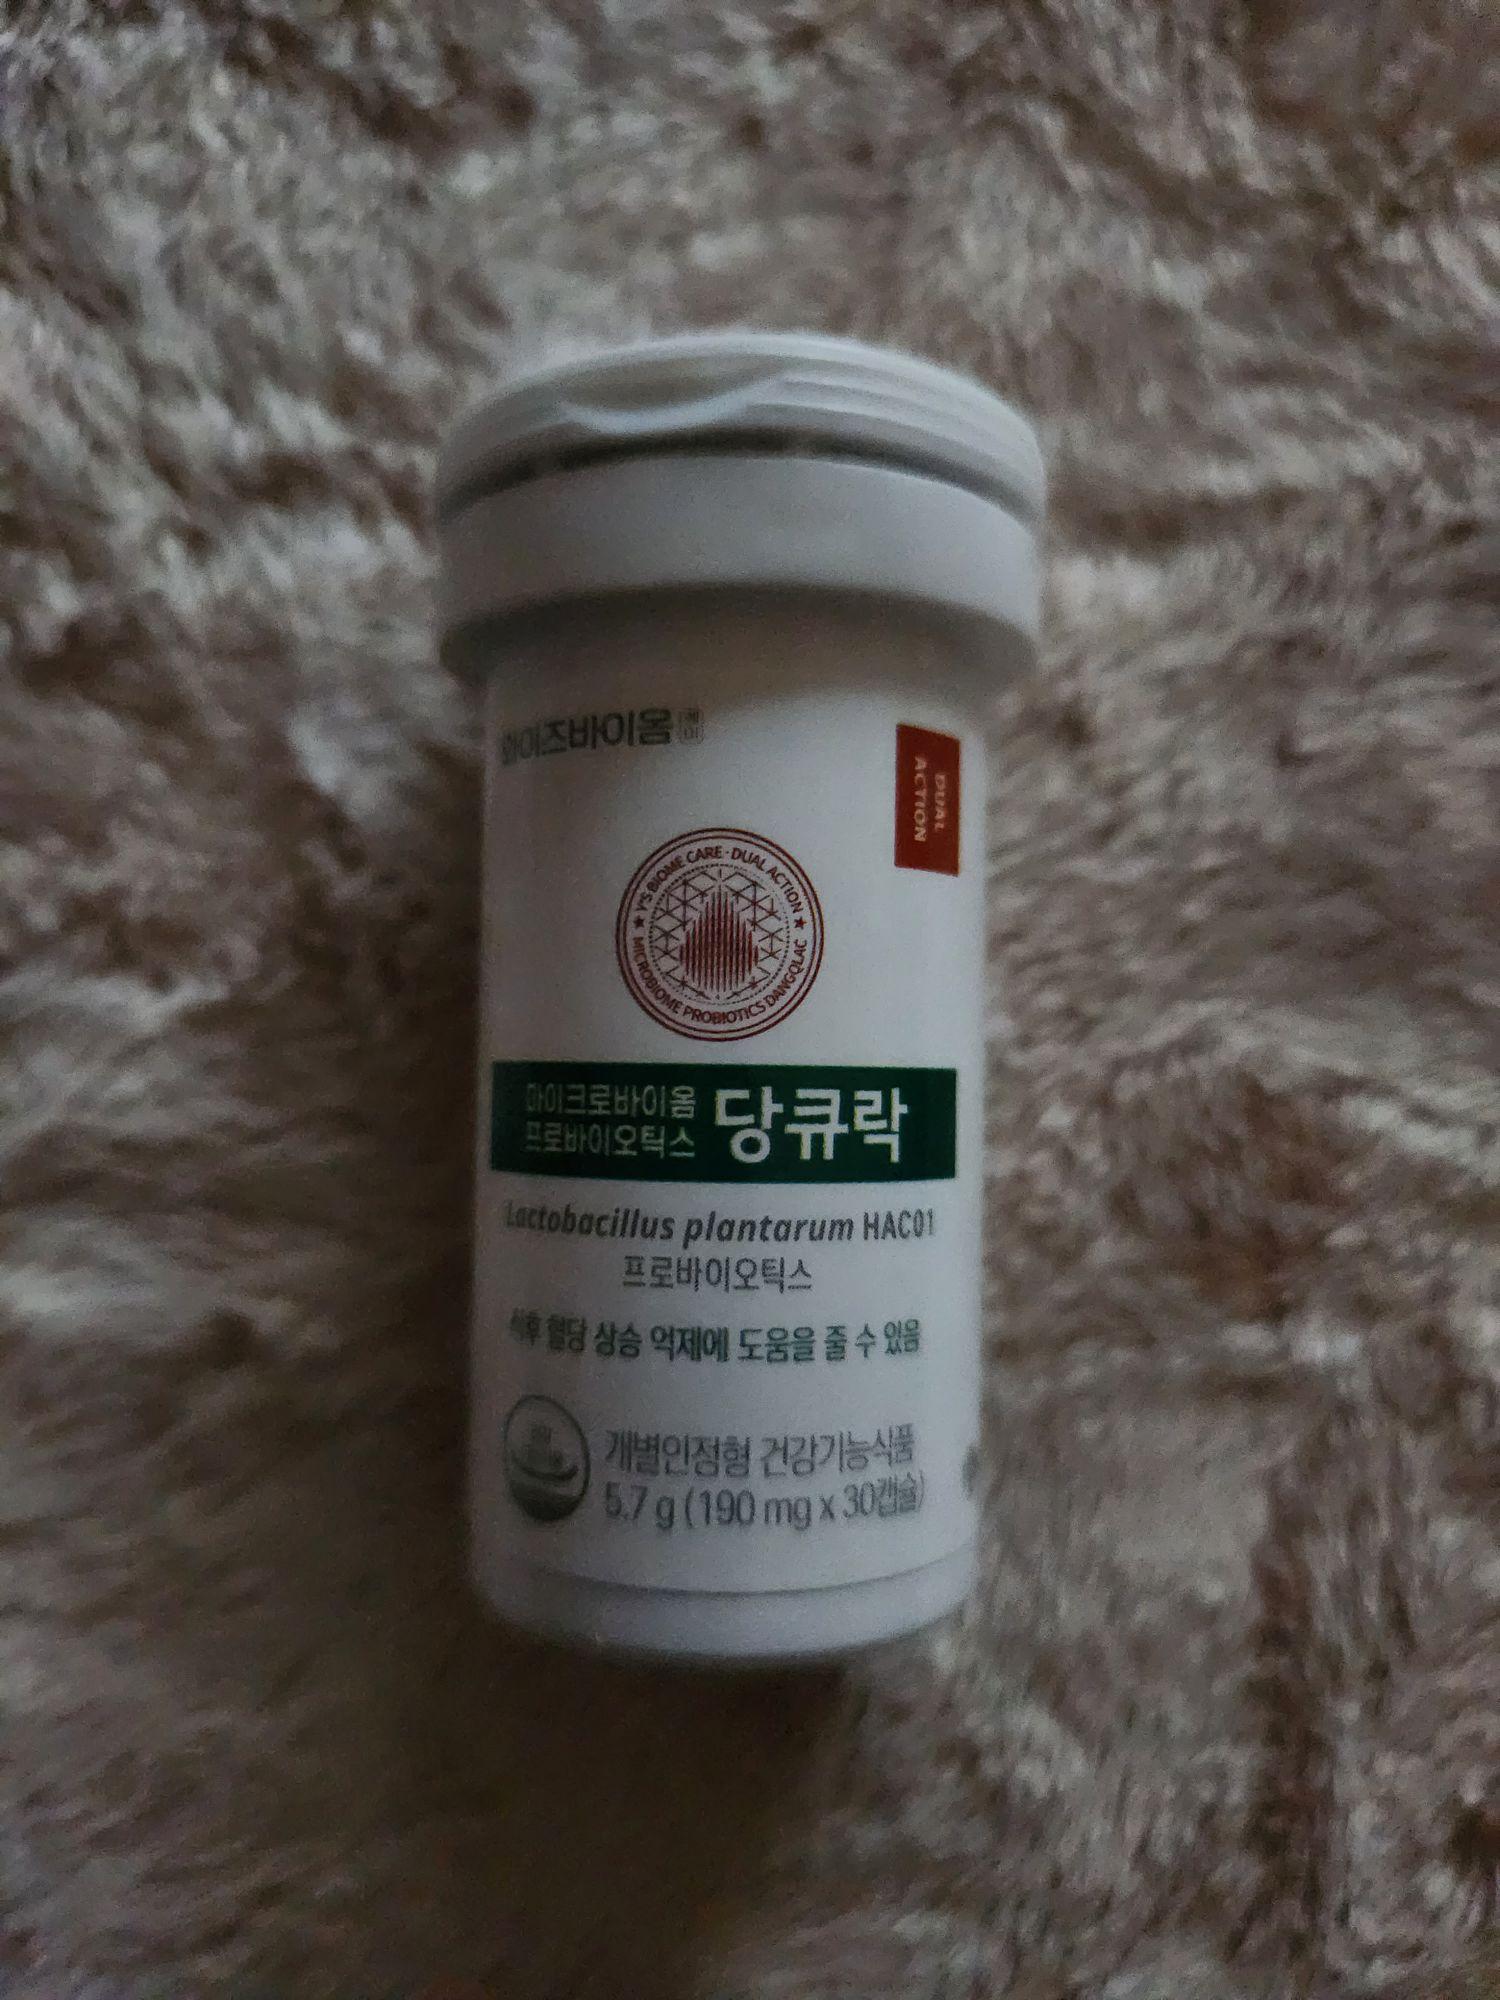 와이즈바이옴 케어
DUAL
ACTION
Y'S BIOME CARE · DUAL ACTION
MICROBIOME PROBIOTICS DANGQLAC
마이크로바이옴
프로바이오틱스
당큐락
Lactobacillus plantarum HAC01
프로바이오틱스
식후 혈당 상승 억제에 도움을 줄 수 있음
개별인정형 건강기능식품
5.7 g (190 mg x 30캡슐)